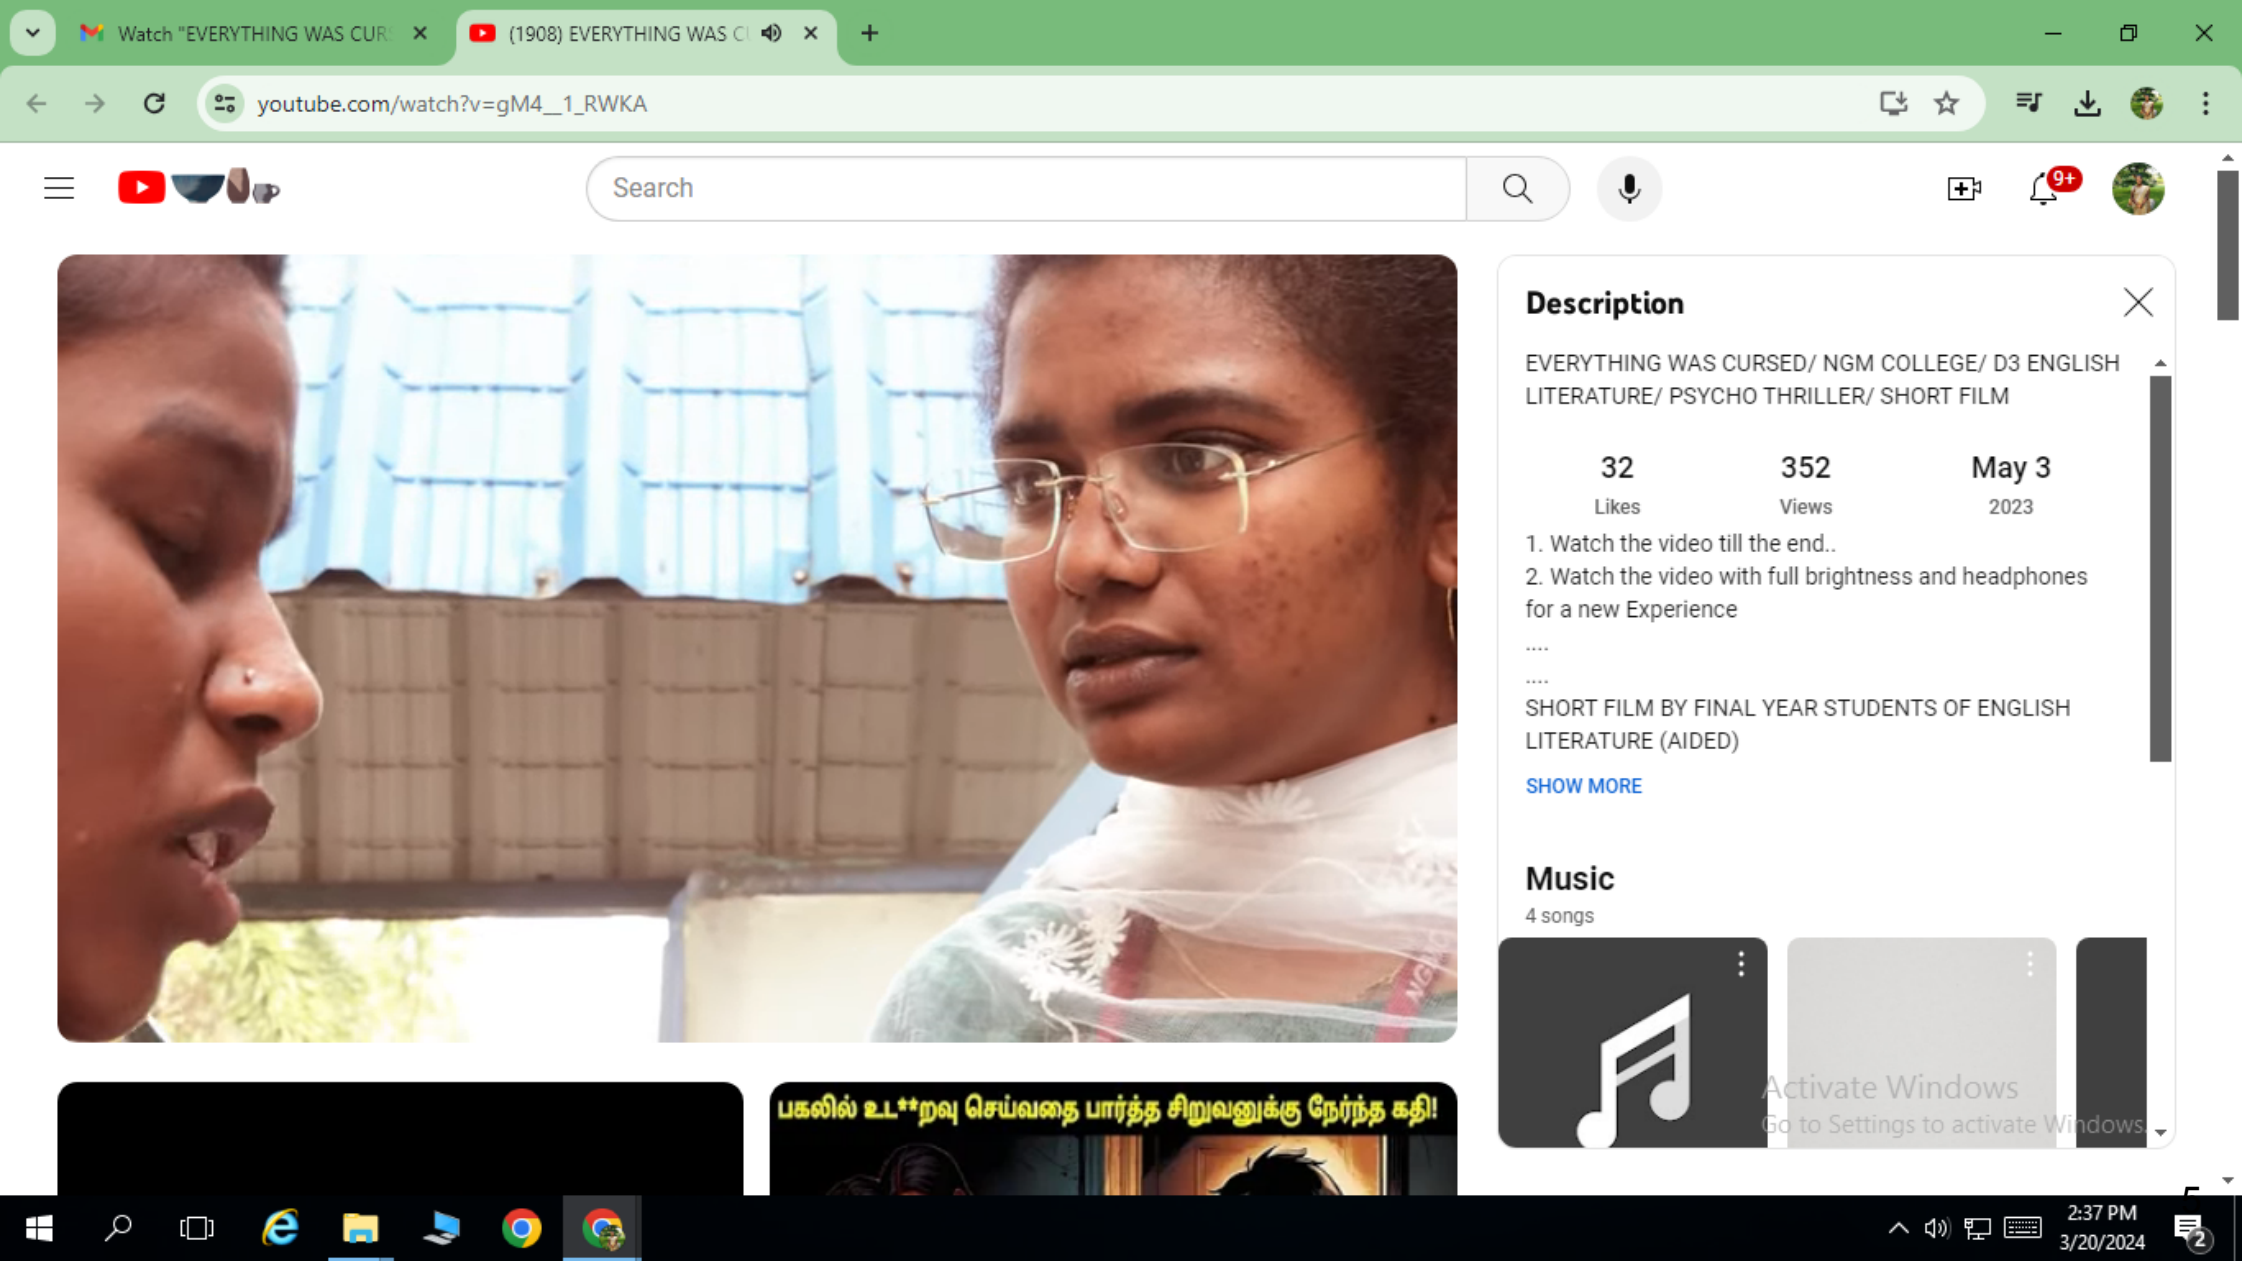 Watch "EVERYTHING WAS CUR
(1908) EVERYTHING WAS CU
youtube.com/watch?v=gM4__1_RWKA
Search
9+
Description
EVERYTHING WAS CURSED/ NGM COLLEGE/ D3 ENGLISH
LITERATURE/ PSYCHO THRILLER/ SHORT FILM
32
352
May 3
Likes
Views
2023
1. Watch the video till the end..
2. Watch the video with full brightness and headphones
for a new Experience
....
....
SHORT FILM BY FINAL YEAR STUDENTS OF ENGLISH
LITERATURE (AIDED)
SHOW MORE
Music
4 songs
Activate Windows
Go to Settings to activate Windows.
பகலில் உட**றவு செய்வதை பார்த்த சிறுவனுக்கு நேர்ந்த கதி!
2:37 PM
3/20/2024
2